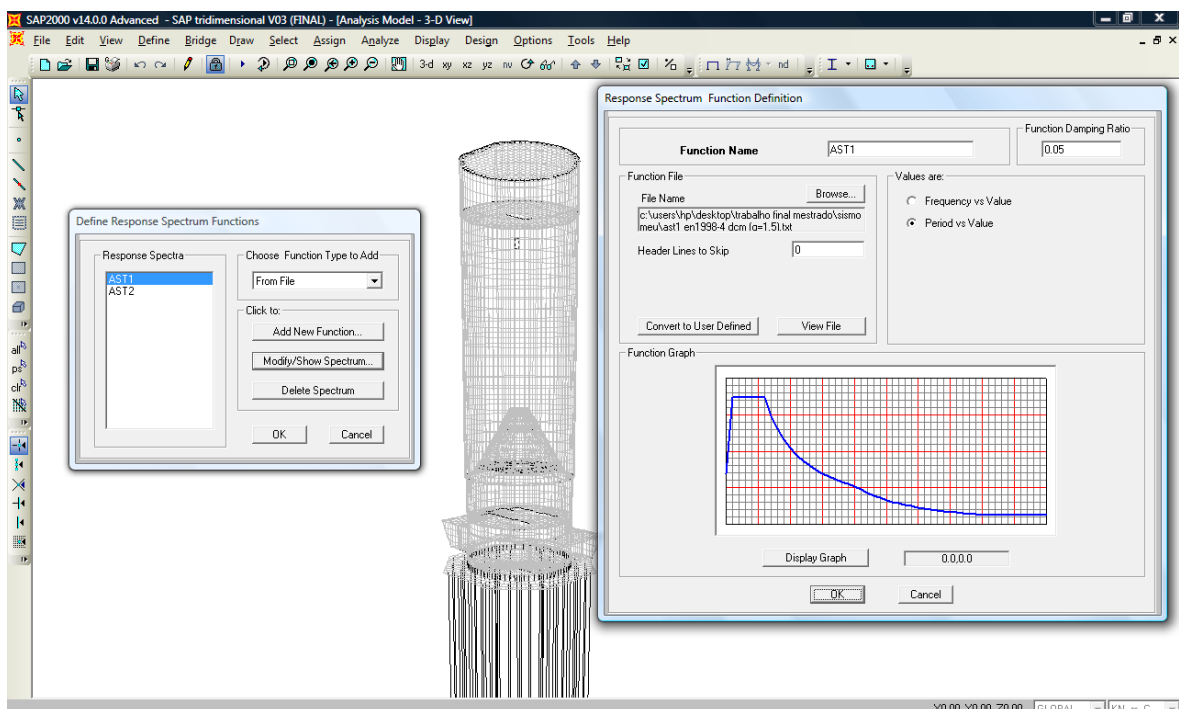 SAP2000 v14.0.0 Advanced - SAP tridimensional V03 (FINAL) - [Analysis Model - 3-D View]
File Edit View Define Bridge Draw Select Assign Analyze Display Design Options Tools Help
3-d xy xz yz nv nd
all
ps
clr
Define Response Spectrum Functions
Response Spectra
AST1
AST2
Choose Function Type to Add
From File
Click to:
Add New Function...
Modify/Show Spectrum...
Delete Spectrum
OK Cancel
Response Spectrum Function Definition
Function Name AST1
Function Damping Ratio
0.05
Function File
File Name Browse...
c:\users\hp\desktop\trabalho final mestrado\sismo
meu\ast1 en1998-4 dcm (q=1.5).txt
Header Lines to Skip 0
Convert to User Defined View File
Values are:
Frequency vs Value
Period vs Value
Function Graph
Display Graph 0.0,0.0
OK Cancel
GLOBAL